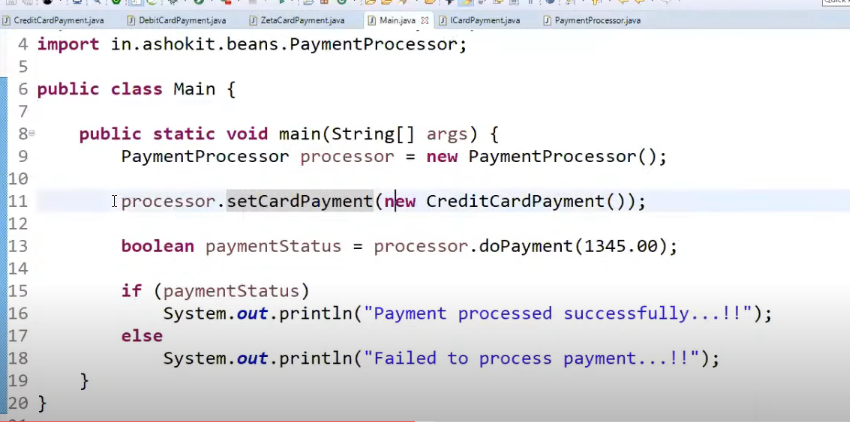 CreditCardPayment.java DebitCardPayment.java ZetaCardPayment.java Main.java ICardPayment.java PaymentProcessor.java
4 import in.ashokit.beans.PaymentProcessor;
5
6 public class Main {
7
8 public static void main(String[] args) {
9 PaymentProcessor processor = new PaymentProcessor();
10
11 processor.setCardPayment(new CreditCardPayment());
12
13 boolean paymentStatus = processor.doPayment(1345.00);
14
15 if (paymentStatus)
16 System.out.println("Payment processed successfully...!!");
17 else
18 System.out.println("Failed to process payment...!!");
19 }
20 }